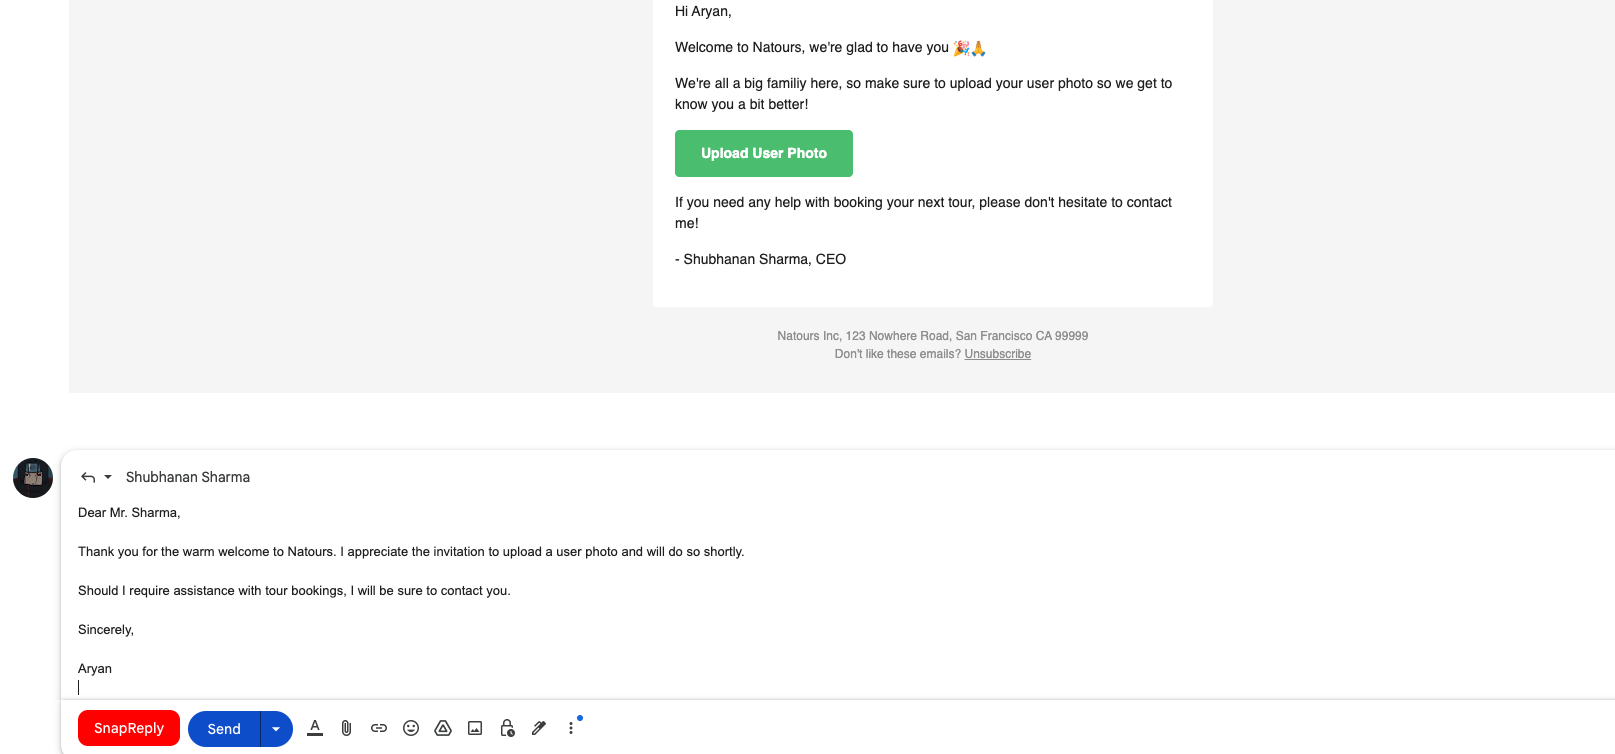 Hi Aryan,
Welcome to Natours, we're glad to have you 🎉🙏
We're all a big familiy here, so make sure to upload your user photo so we get to
know you a bit better!
Upload User Photo
If you need any help with booking your next tour, please don't hesitate to contact
me!
- Shubhanan Sharma, CEO
Natours Inc, 123 Nowhere Road, San Francisco CA 99999
Don't like these emails? Unsubscribe
Shubhanan Sharma
Dear Mr. Sharma,
Thank you for the warm welcome to Natours. I appreciate the invitation to upload a user photo and will do so shortly.
Should I require assistance with tour bookings, I will be sure to contact you.
Sincerely,
Aryan
SnapReply
Send